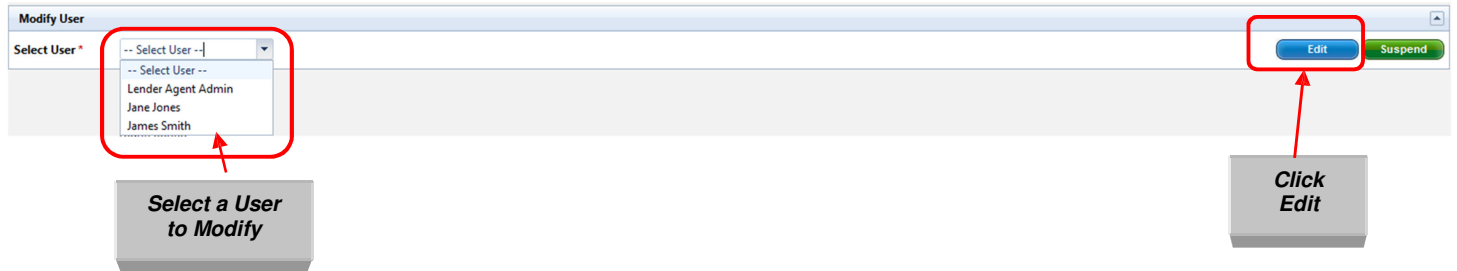 Modify User
Select User * -- Select User -- Edit Suspend
-- Select User --
Lender Agent Admin
Jane Jones
James Smith
Select a User
to Modify
Click
Edit